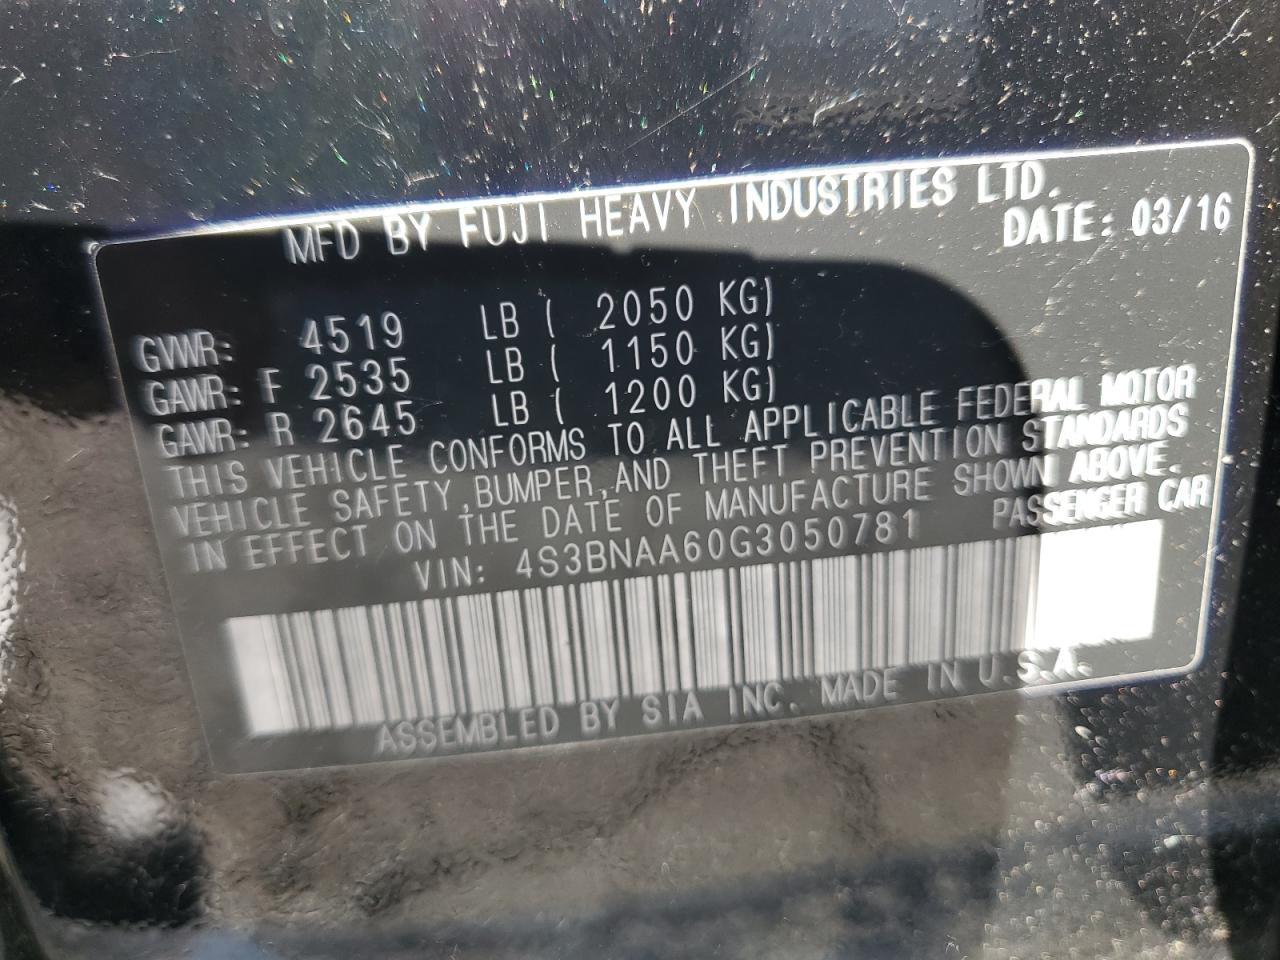 MFD BY FUJI HEAVY INDUSTRIES LTD.
DATE: 03/16
GVWR: 4519 LB ( 2050 KG)
GAWR: F 2535 LB ( 1150 KG)
GAWR: R 2645 LB ( 1200 KG)
THIS VEHICLE CONFORMS TO ALL APPLICABLE FEDERAL MOTOR
VEHICLE SAFETY,BUMPER,AND THEFT PREVENTION STANDARDS
IN EFFECT ON THE DATE OF MANUFACTURE SHOWN ABOVE.
VIN: 4S3BNAA60G3050781 PASSENGER CAR
ASSEMBLED BY SIA INC. MADE IN U.S.A.